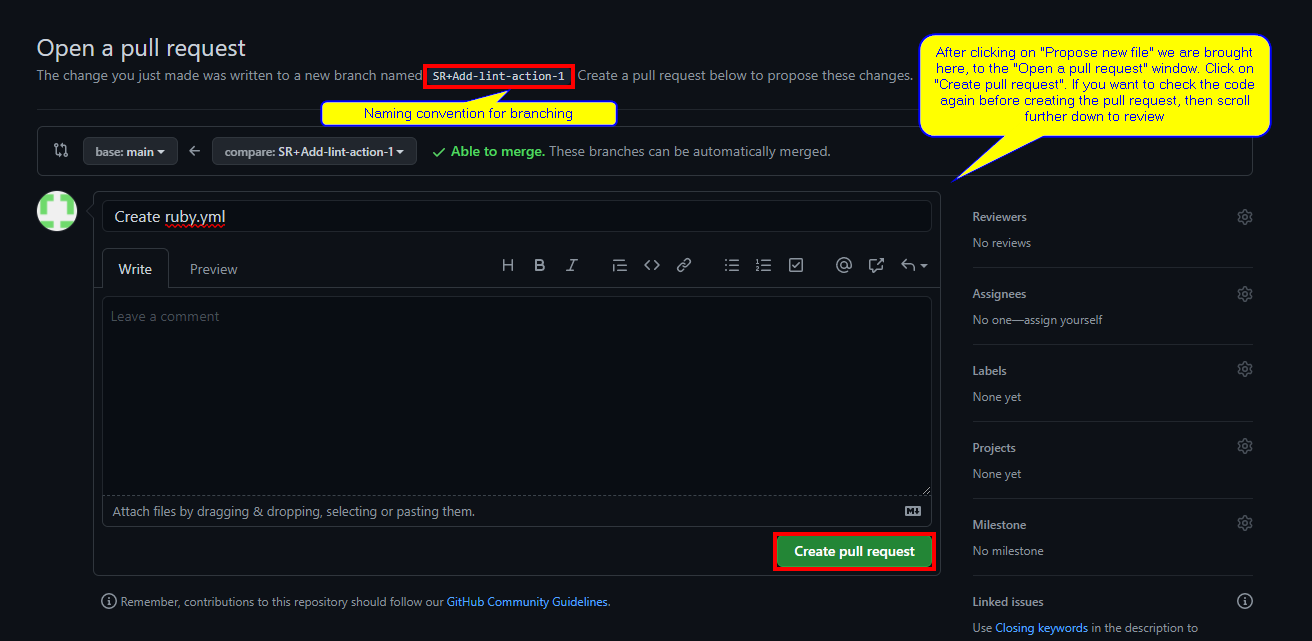 Open a pull request
The change you just made was written to a new branch named SR+Add-lint-action-1 Create a pull request below to propose these changes.
Naming convention for branching
After clicking on "Propose new file" we are brought
here, to the "Open a pull request" window. Click on
"Create pull request". If you want to check the code
again before creating the pull request, then scroll
further down to review
base: main
compare: SR+Add-lint-action-1
Able to merge. These branches can be automatically merged.
Create ruby.yml
Write
Preview
H B I
Leave a comment
Attach files by dragging & dropping, selecting or pasting them.
Create pull request
Remember, contributions to this repository should follow our GitHub Community Guidelines.
Reviewers
No reviews
Assignees
No one—assign yourself
Labels
None yet
Projects
None yet
Milestone
No milestone
Linked issues
Use Closing keywords in the description to